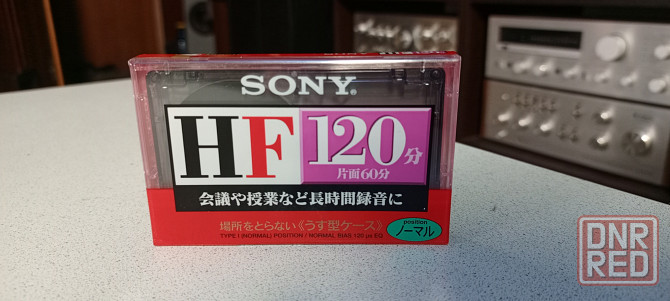 SONY®
HF
120分
片面60分
会議や授業など長時間録音に
場所をとらない《うす型ケース》
TYPE I (NORMAL) POSITION / NORMAL BIAS 120 µs EQ
position
ノーマル
DNR
RED